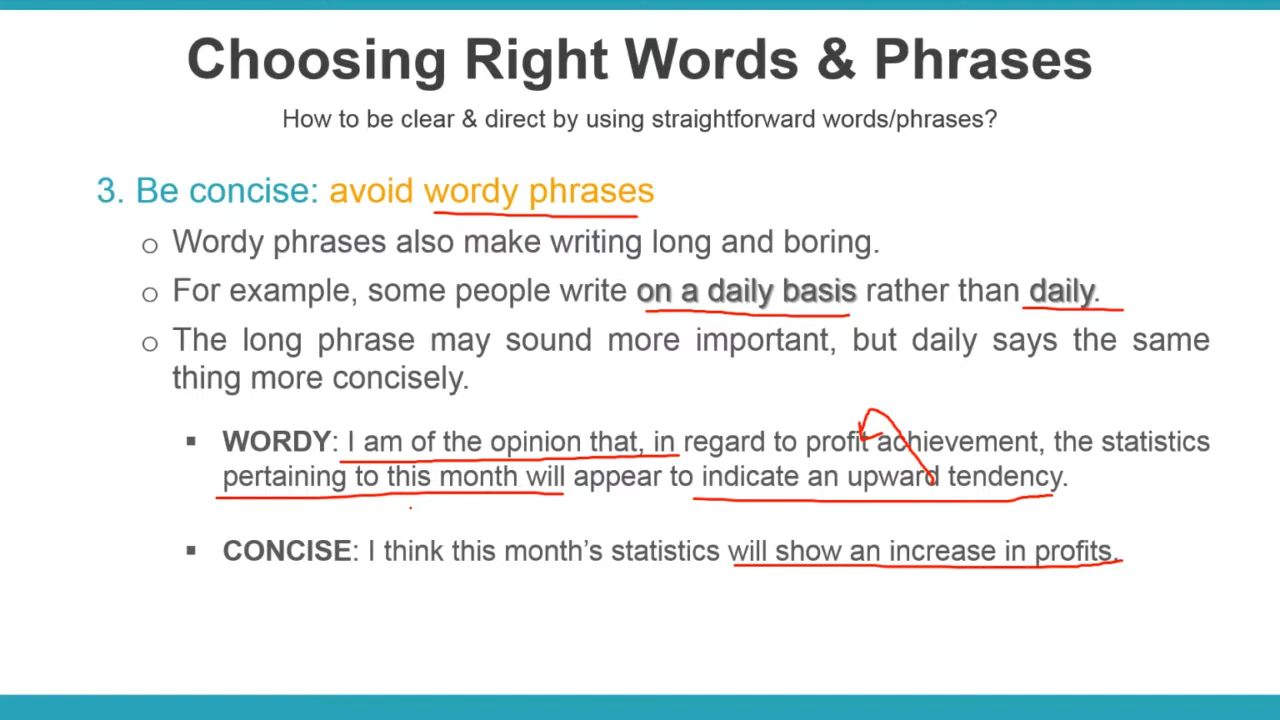 Choosing Right Words & Phrases
How to be clear & direct by using straightforward words/phrases?
3. Be concise: avoid wordy phrases
o Wordy phrases also make writing long and boring.
o For example, some people write on a daily basis rather than daily.
o The long phrase may sound more important, but daily says the same
thing more concisely.
▪ WORDY: I am of the opinion that, in regard to profit achievement, the statistics
pertaining to this month will appear to indicate an upward tendency.
▪ CONCISE: I think this month’s statistics will show an increase in profits.